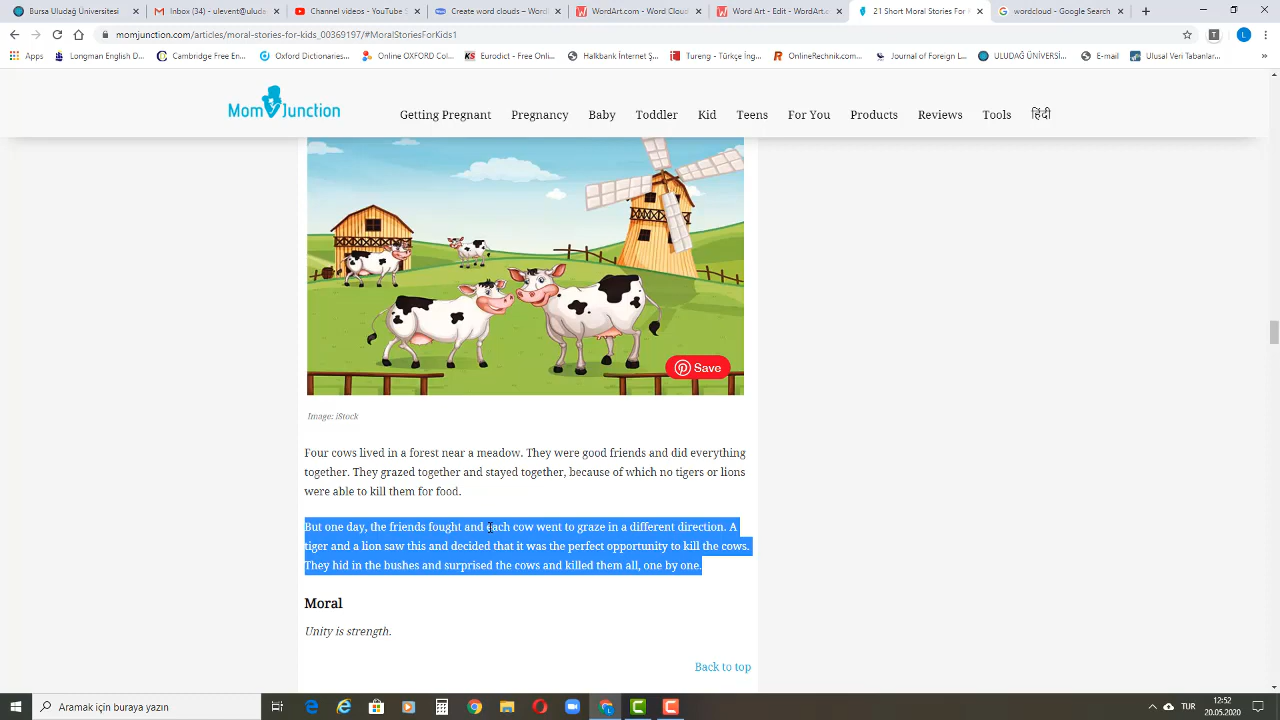 Bursa Uludağ Üniversitesi
Inbox (34) - ulevent@uludag
Channel videos - YouTube S
Create word clouds – Wordx
WordArt.com - Word Cloud
Word Art - Edit - WordArt.c
21 Short Moral Stories For K
wordcloud - Google Search
momjunction.com/articles/moral-stories-for-kids_00369197/#MoralStoriesForKids1
Apps
Longman English D...
Cambridge Free En...
Oxford Dictionaries...
Online OXFORD Col...
Kursozel: Dict...
Halkbank İnternet Ş...
Tureng - Türkçe İng...
OnlineRechnik.com...
Journal of Foreign L...
ULUDAĞ ÜNİVERSİ...
E-mail
Ulusal Veri Tabanlar...
MomJunction
Getting Pregnant
Pregnancy
Baby
Toddler
Kid
Teens
For You
Products
Reviews
Tools
हिंदी
Save
Image: iStock
Four cows lived in a forest near a meadow. They were good friends and did everything
together. They grazed together and stayed together, because of which no tigers or lions
were able to kill them for food.
But one day, the friends fought and each cow went to graze in a different direction. A
tiger and a lion saw this and decided that it was the perfect opportunity to kill the cows.
They hid in the bushes and surprised the cows and killed them all, one by one.
Moral
Unity is strength.
Back to top
Aramak için buraya yazın
TUR
12:52
20.05.2020